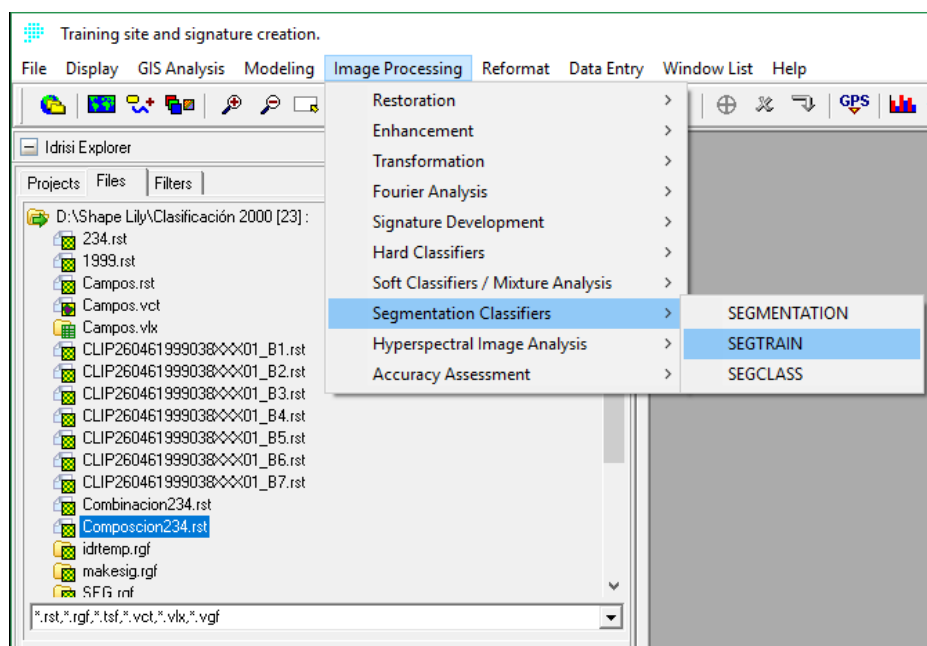 Training site and signature creation.
File Display GIS Analysis Modeling Image Processing Reformat Data Entry Window List Help
GPS
Idrisi Explorer
Projects Files Filters
D:\Shape Lily\Clasificación 2000 [23] :
234.rst
1999.rst
Campos.rst
Campos.vct
Campos.vlx
CLIP260461999038XXX01_B1.rst
CLIP260461999038XXX01_B2.rst
CLIP260461999038XXX01_B3.rst
CLIP260461999038XXX01_B4.rst
CLIP260461999038XXX01_B5.rst
CLIP260461999038XXX01_B6.rst
CLIP260461999038XXX01_B7.rst
Combinacion234.rst
Composcion234.rst
idrtemp.rgf
makesig.rgf
SEG.rgf
*.rst,*.rgf,*.tsf,*.vct,*.vlx,*.vgf
Restoration
Enhancement
Transformation
Fourier Analysis
Signature Development
Hard Classifiers
Soft Classifiers / Mixture Analysis
Segmentation Classifiers
Hyperspectral Image Analysis
Accuracy Assessment
SEGMENTATION
SEGTRAIN
SEGCLASS